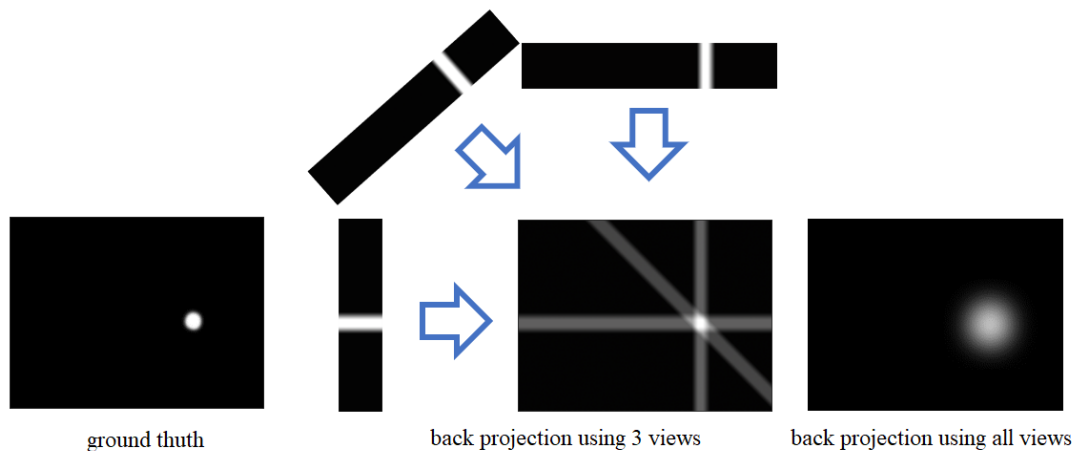 ground thuth
back projection using 3 views
back projection using all views